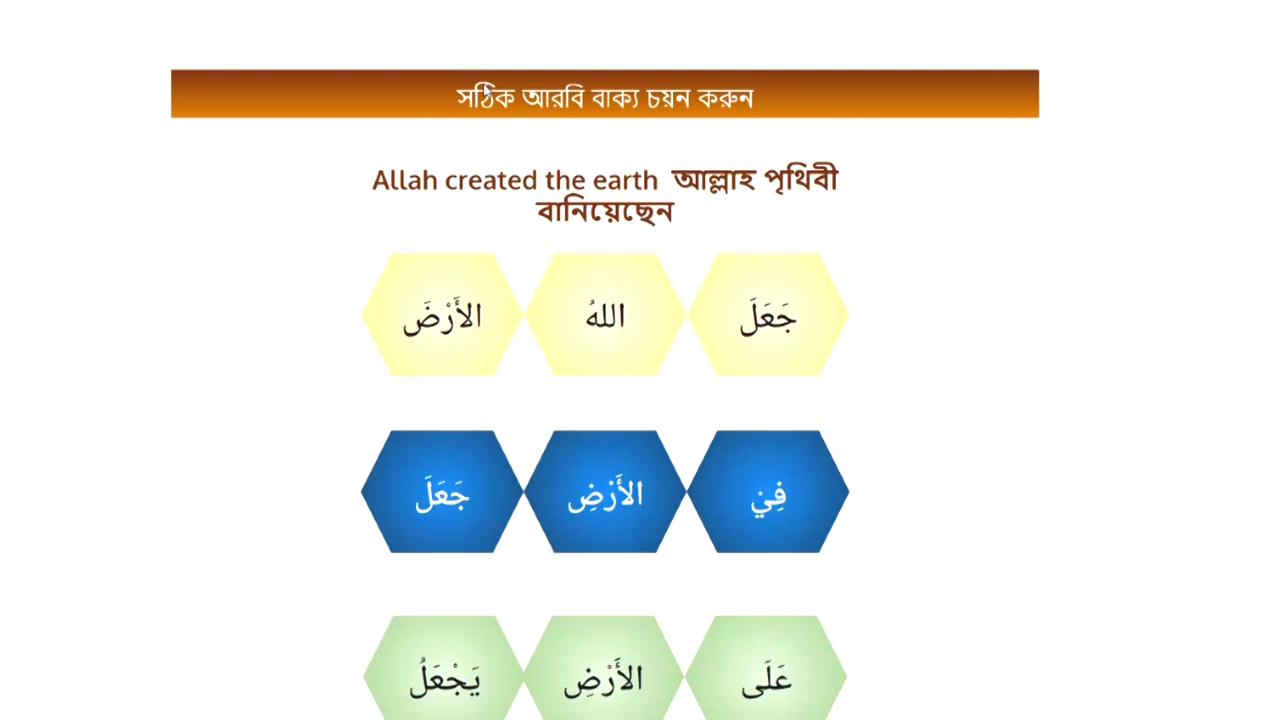 সঠিক আরবি বাক্য চয়ন করুন
Allah created the earth আল্লাহ পৃথিবী
বানিয়েছেন
جَعَلَ اللهُ الأَرْضَ
فِيْ الأَرْضِ جَعَلَ
عَلَى الأَرْضِ يَجْعَلُ